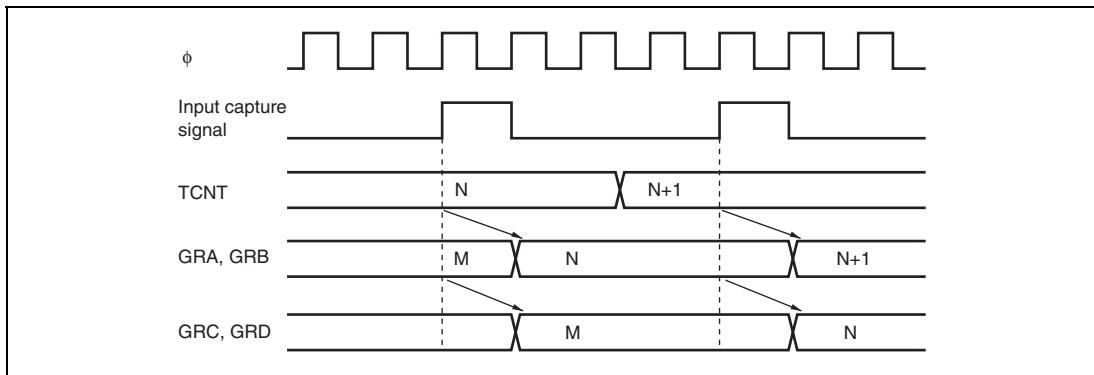 φ
Input capture
signal
TCNT N N+1
GRA, GRB M N N+1
GRC, GRD M N